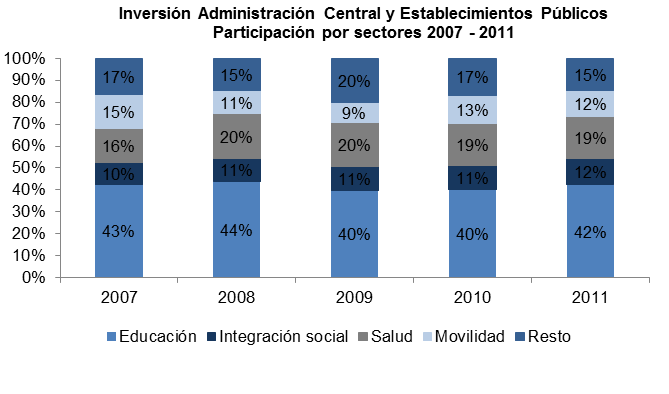 Inversión Administración Central y Establecimientos Públicos
Participación por sectores 2007 - 2011
100%
90%
80%
70%
60%
50%
40%
30%
20%
10%
0%
17% 15% 20% 17% 15%
15% 11% 9% 13% 12%
16% 20% 20% 19% 19%
10% 11% 11% 11% 12%
43% 44% 40% 40% 42%
2007 2008 2009 2010 2011
Educación Integración social Salud Movilidad Resto